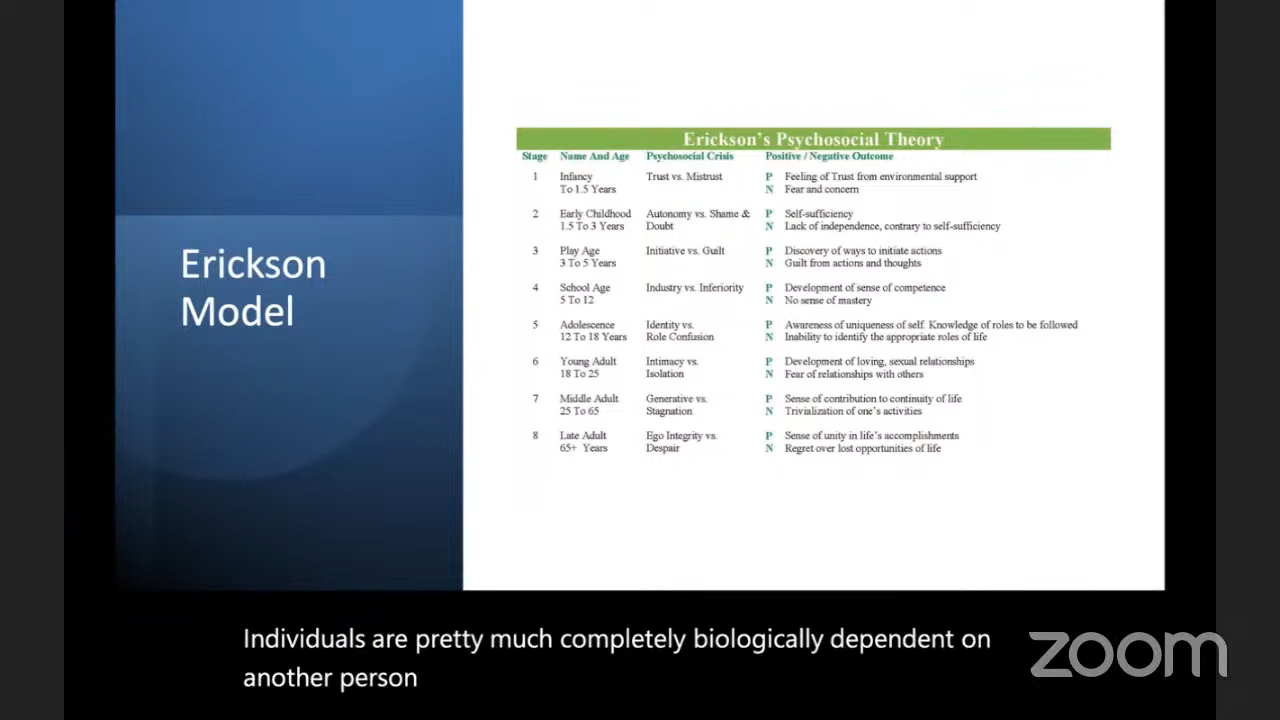 Erickson
Model
Erickson's Psychosocial Theory
Stage Name And Age Psychosocial Crisis Positive / Negative Outcome
1 Infancy Trust vs. Mistrust P Feeling of Trust from environmental support
To 1.5 Years N Fear and concern
2 Early Childhood Autonomy vs. Shame & P Self-sufficiency
1.5 To 3 Years Doubt N Lack of independence, contrary to self-sufficiency
3 Play Age Initiative vs. Guilt P Discovery of ways to initiate actions
3 To 5 Years N Guilt from actions and thoughts
4 School Age Industry vs. Inferiority P Development of sense of competence
5 To 12 N No sense of mastery
5 Adolescence Identity vs. P Awareness of uniqueness of self. Knowledge of roles to be followed
12 To 18 Years Role Confusion N Inability to identify the appropriate roles of life
6 Young Adult Intimacy vs. P Development of loving, sexual relationships
18 To 25 Isolation N Fear of relationships with others
7 Middle Adult Generative vs. P Sense of contribution to continuity of life
25 To 65 Stagnation N Trivialization of one's activities
8 Late Adult Ego Integrity vs. P Sense of unity in life's accomplishments
65+ Years Despair N Regret over lost opportunities of life
Individuals are pretty much completely biologically dependent on
another person
zoom